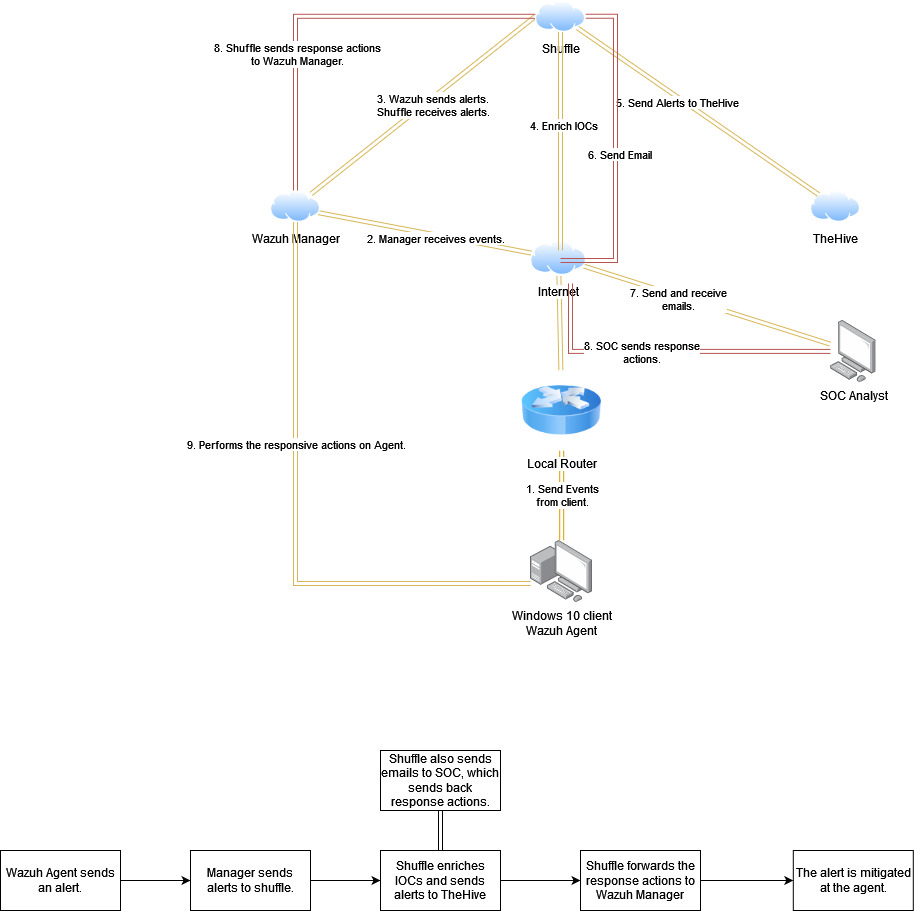 Shuffle
8. Shuffle sends response actions
to Wazuh Manager.
3. Wazuh sends alerts.
Shuffle receives alerts.
5. Send Alerts to TheHive
4. Enrich IOCs
6. Send Email
Wazuh Manager
2. Manager receives events.
TheHive
Internet
7. Send and receive
emails.
8. SOC sends response
actions.
SOC Analyst
9. Performs the responsive actions on Agent.
Local Router
1. Send Events
from client.
Windows 10 client
Wazuh Agent
Shuffle also sends
emails to SOC, which
sends back
response actions.
Wazuh Agent sends
an alert.
Manager sends
alerts to shuffle.
Shuffle enriches
IOCs and sends
alerts to TheHive
Shuffle forwards the
response actions to
Wazuh Manager
The alert is mitigated
at the agent.